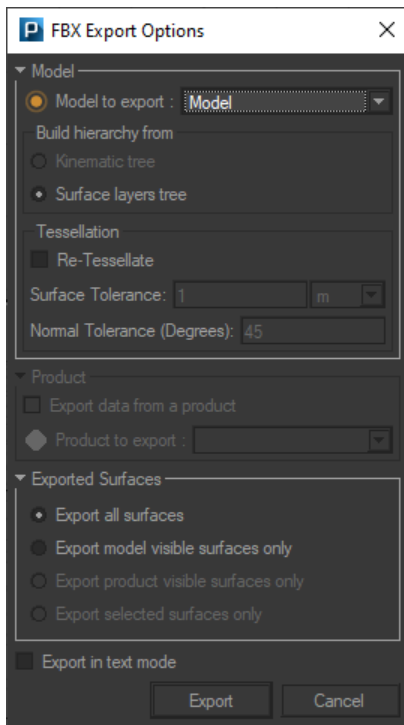 P FBX Export Options
Model
Model to export : Model
Build hierarchy from
Kinematic tree
Surface layers tree
Tessellation
Re-Tessellate
Surface Tolerance: 1 m
Normal Tolerance (Degrees): 45
Product
Export data from a product
Product to export :
Exported Surfaces
Export all surfaces
Export model visible surfaces only
Export product visible surfaces only
Export selected surfaces only
Export in text mode
Export Cancel